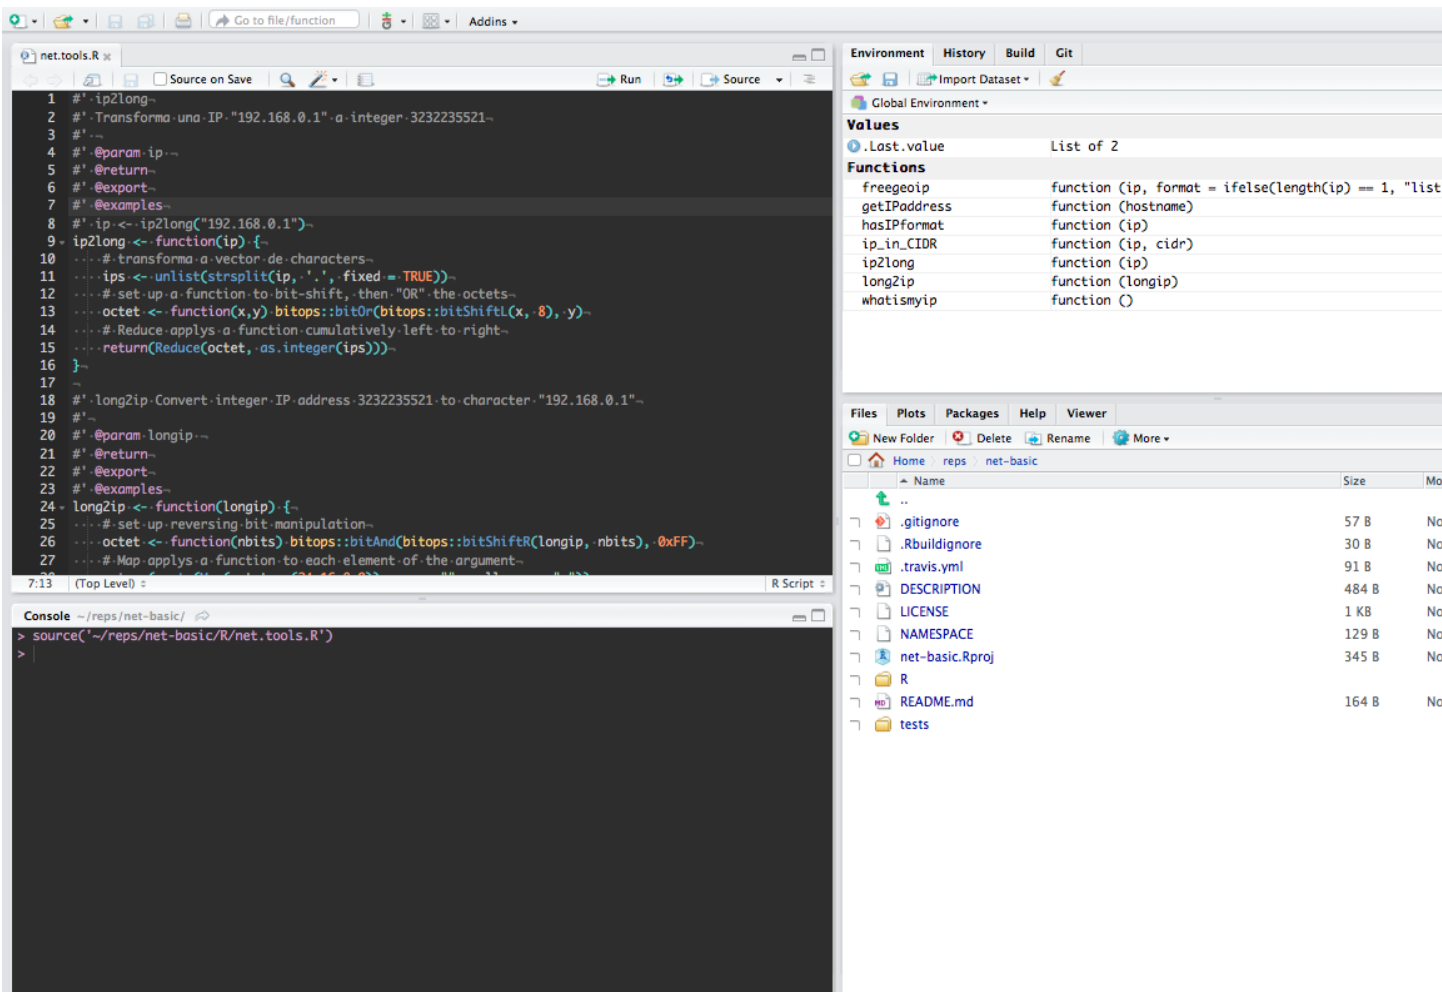 Go to file/function
Addins
net.tools.R
Source on Save
Run
Source
1 #' ip2long
2 #' Transforma una IP "192.168.0.1" a integer 3232235521
3 #'
4 #' @param ip
5 #' @return
6 #' @export
7 #' @examples
8 #' ip <- ip2long("192.168.0.1")
9 ip2long <- function(ip) {
10 # transforma a vector de characters
11 ips <- unlist(strsplit(ip, '.', fixed = TRUE))
12 # set up a function to bit-shift, then "OR" the octets
13 octet <- function(x,y) bitops::bitOr(bitops::bitShiftL(x, 8), y)
14 # Reduce applys a function cumulatively left to right
15 return(Reduce(octet, as.integer(ips)))
16 }
17
18 #' long2ip Convert integer IP address 3232235521 to character "192.168.0.1"
19 #'
20 #' @param longip
21 #' @return
22 #' @export
23 #' @examples
24 long2ip <- function(longip) {
25 # set up reversing bit manipulation
26 octet <- function(nbits) bitops::bitAnd(bitops::bitShiftR(longip, nbits), 0xFF)
27 # Map applys a function to each element of the argument
7:13 (Top Level) R Script
Console ~/reps/net-basic/
> source('~/reps/net-basic/R/net.tools.R')
>
Environment History Build Git
Import Dataset
Global Environment
Values
.Last.value List of 2
Functions
freegeoip function (ip, format = ifelse(length(ip) == 1, "list
getIPaddress function (hostname)
hasIPformat function (ip)
ip_in_CIDR function (ip, cidr)
ip2long function (ip)
long2ip function (longip)
whatismyip function ()
Files Plots Packages Help Viewer
New Folder Delete Rename More
Home reps net-basic
Name Size Mo
..
.gitignore 57 B No
.Rbuildignore 30 B No
.travis.yml 91 B No
DESCRIPTION 484 B No
LICENSE 1 KB No
NAMESPACE 129 B No
net-basic.Rproj 345 B No
R
README.md 164 B No
tests